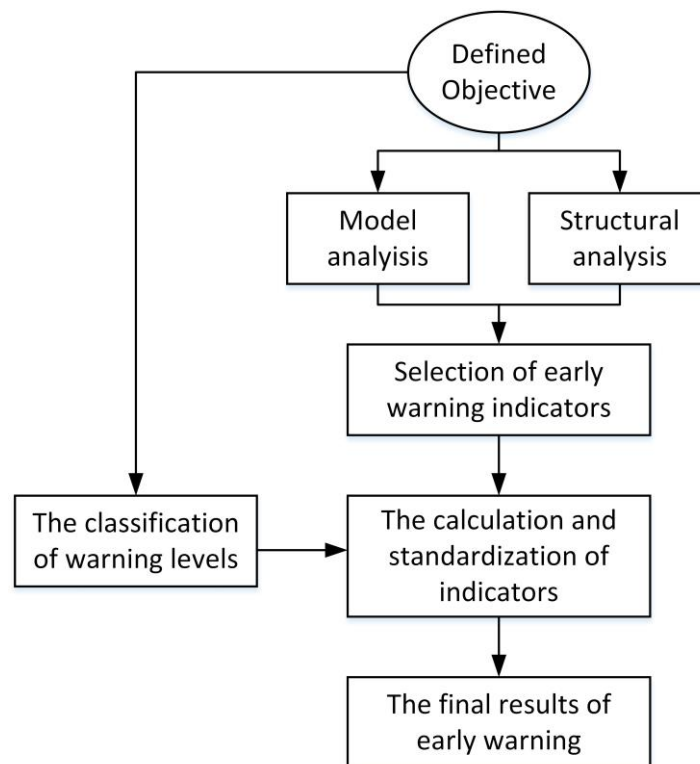 Defined
Objective
Model
analyisis
Structural
analysis
Selection of early
warning indicators
The classification
of warning levels
The calculation and
standardization of
indicators
The final results of
early warning